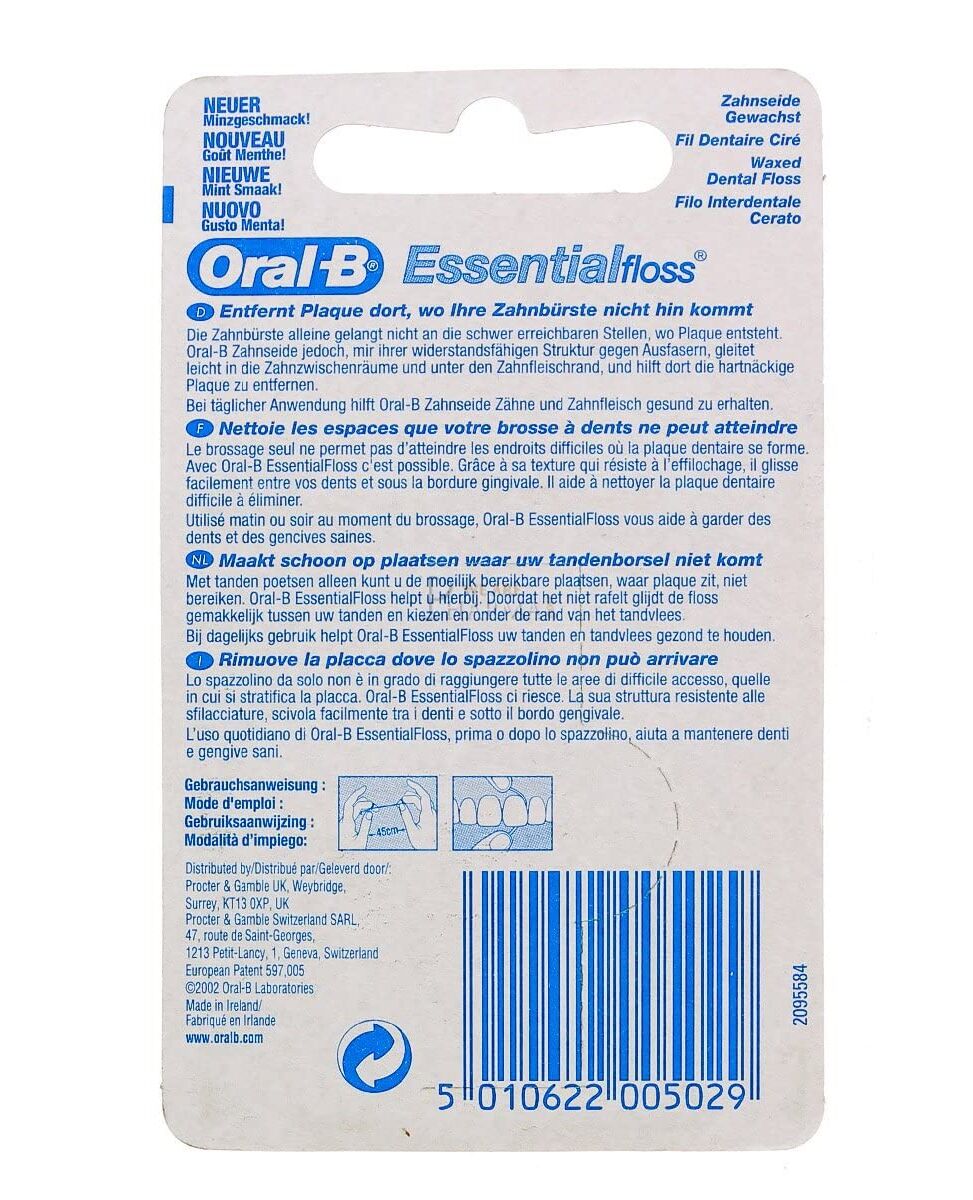 NEUER
Minzgeschmack!
NOUVEAU
Goût Menthe!
NIEUWE
Mint Smaak!
NUOVO
Gusto Menta!
Zahnseide
Gewachst
Fil Dentaire Ciré
Waxed
Dental Floss
Filo Interdentale
Cerato
Oral-B® Essentialfloss®
D Entfernt Plaque dort, wo Ihre Zahnbürste nicht hin kommt
Die Zahnbürste alleine gelangt nicht an die schwer erreichbaren Stellen, wo Plaque entsteht.
Oral-B Zahnseide jedoch, mir ihrer widerstandsfähigen Struktur gegen Ausfasern, gleitet
leicht in die Zahnzwischenräume und unter den Zahnfleischrand, und hilft dort die hartnäckige
Plaque zu entfernen.
Bei täglicher Anwendung hilft Oral-B Zahnseide Zähne und Zahnfleisch gesund zu erhalten.
F Nettoie les espaces que votre brosse à dents ne peut atteindre
Le brossage seul ne permet pas d'atteindre les endroits difficiles où la plaque dentaire se forme.
Avec Oral-B EssentialFloss c'est possible. Grâce à sa texture qui résiste à l'effilochage, il glisse
facilement entre vos dents et sous la bordure gingivale. Il aide à nettoyer la plaque dentaire
difficile à éliminer.
Utilisé matin ou soir au moment du brossage, Oral-B EssentialFloss vous aide à garder des
dents et des gencives saines.
NL Maakt schoon op plaatsen waar uw tandenborsel niet komt
Met tanden poetsen alleen kunt u de moeilijk bereikbare plaatsen, waar plaque zit, niet
bereiken. Oral-B EssentialFloss helpt u hierbij. Doordat het niet rafelt glijdt de floss
gemakkelijk tussen uw tanden en kiezen en onder de rand van het tandvlees.
Bij dagelijks gebruik helpt Oral-B EssentialFloss uw tanden en tandvlees gezond te houden.
I Rimuove la placca dove lo spazzolino non può arrivare
Lo spazzolino da solo non è in grado di raggiungere tutte le aree di difficile accesso, quelle
in cui si stratifica la placca. Oral-B EssentialFloss ci riesce. La sua struttura resistente alle
sfilacciature, scivola facilmente tra i denti e sotto il bordo gengivale.
L'uso quotidiano di Oral-B EssentialFloss, prima o dopo lo spazzolino, aiuta a mantenere denti
e gengive sani.
Gebrauchsanweisung :
Mode d'emploi :
Gebruiksaanwijzing :
Modalità d'impiego:
45cm
Distributed by/Distribué par/Geleverd door/:
Procter & Gamble UK, Weybridge,
Surrey, KT13 0XP, UK
Procter & Gamble Switzerland SARL,
47, route de Saint-Georges,
1213 Petit-Lancy, 1, Geneva, Switzerland
European Patent 597,005
©2002 Oral-B Laboratories
Made in Ireland/
Fabriqué en Irlande
www.oralb.com
2095584
5 010622 005029